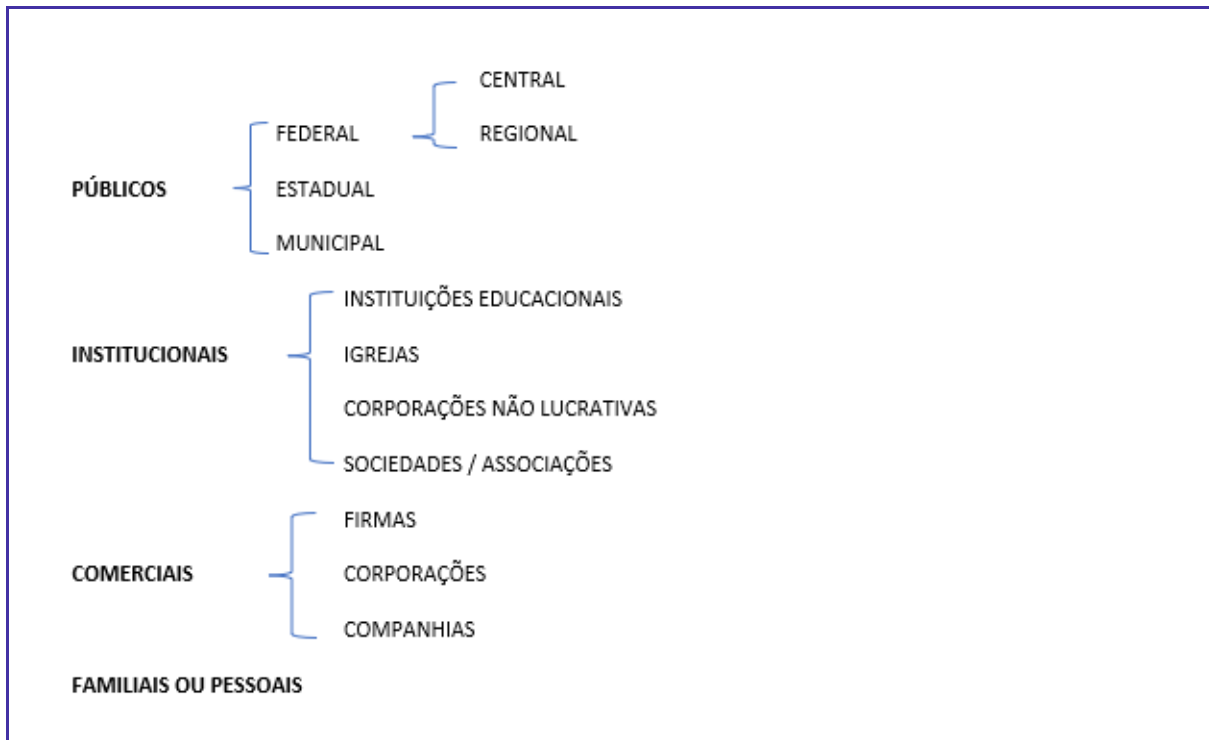 CENTRAL
FEDERAL REGIONAL
PÚBLICOS ESTADUAL
MUNICIPAL
INSTITUIÇÕES EDUCACIONAIS
INSTITUCIONAIS IGREJAS
CORPORAÇÕES NÃO LUCRATIVAS
SOCIEDADES / ASSOCIAÇÕES
FIRMAS
COMERCIAIS CORPORAÇÕES
COMPANHIAS
FAMILIAIS OU PESSOAIS